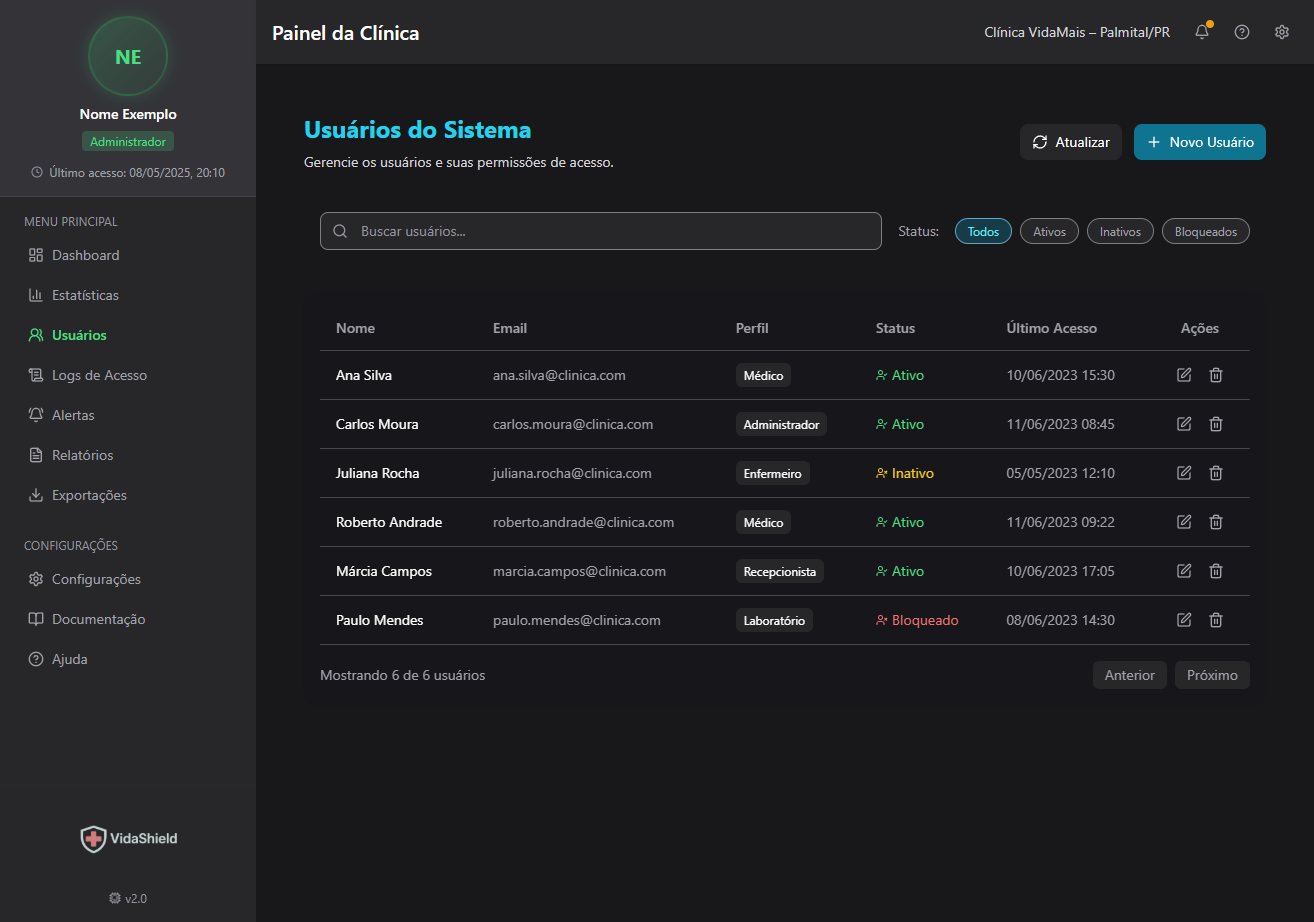 NE
Nome Exemplo
Administrador
Último acesso: 08/05/2025, 20:10
MENU PRINCIPAL
Dashboard
Estatísticas
Usuários
Logs de Acesso
Alertas
Relatórios
Exportações
CONFIGURAÇÕES
Configurações
Documentação
Ajuda
VidaShield
v2.0
Painel da Clínica
Clínica VidaMais – Palmital/PR
Usuários do Sistema
Gerencie os usuários e suas permissões de acesso.
Atualizar
Novo Usuário
Buscar usuários...
Status: Todos Ativos Inativos Bloqueados
Nome Email Perfil Status Último Acesso Ações
Ana Silva ana.silva@clinica.com Médico Ativo 10/06/2023 15:30
Carlos Moura carlos.moura@clinica.com Administrador Ativo 11/06/2023 08:45
Juliana Rocha juliana.rocha@clinica.com Enfermeiro Inativo 05/05/2023 12:10
Roberto Andrade roberto.andrade@clinica.com Médico Ativo 11/06/2023 09:22
Márcia Campos marcia.campos@clinica.com Recepcionista Ativo 10/06/2023 17:05
Paulo Mendes paulo.mendes@clinica.com Laboratório Bloqueado 08/06/2023 14:30
Mostrando 6 de 6 usuários
Anterior Próximo